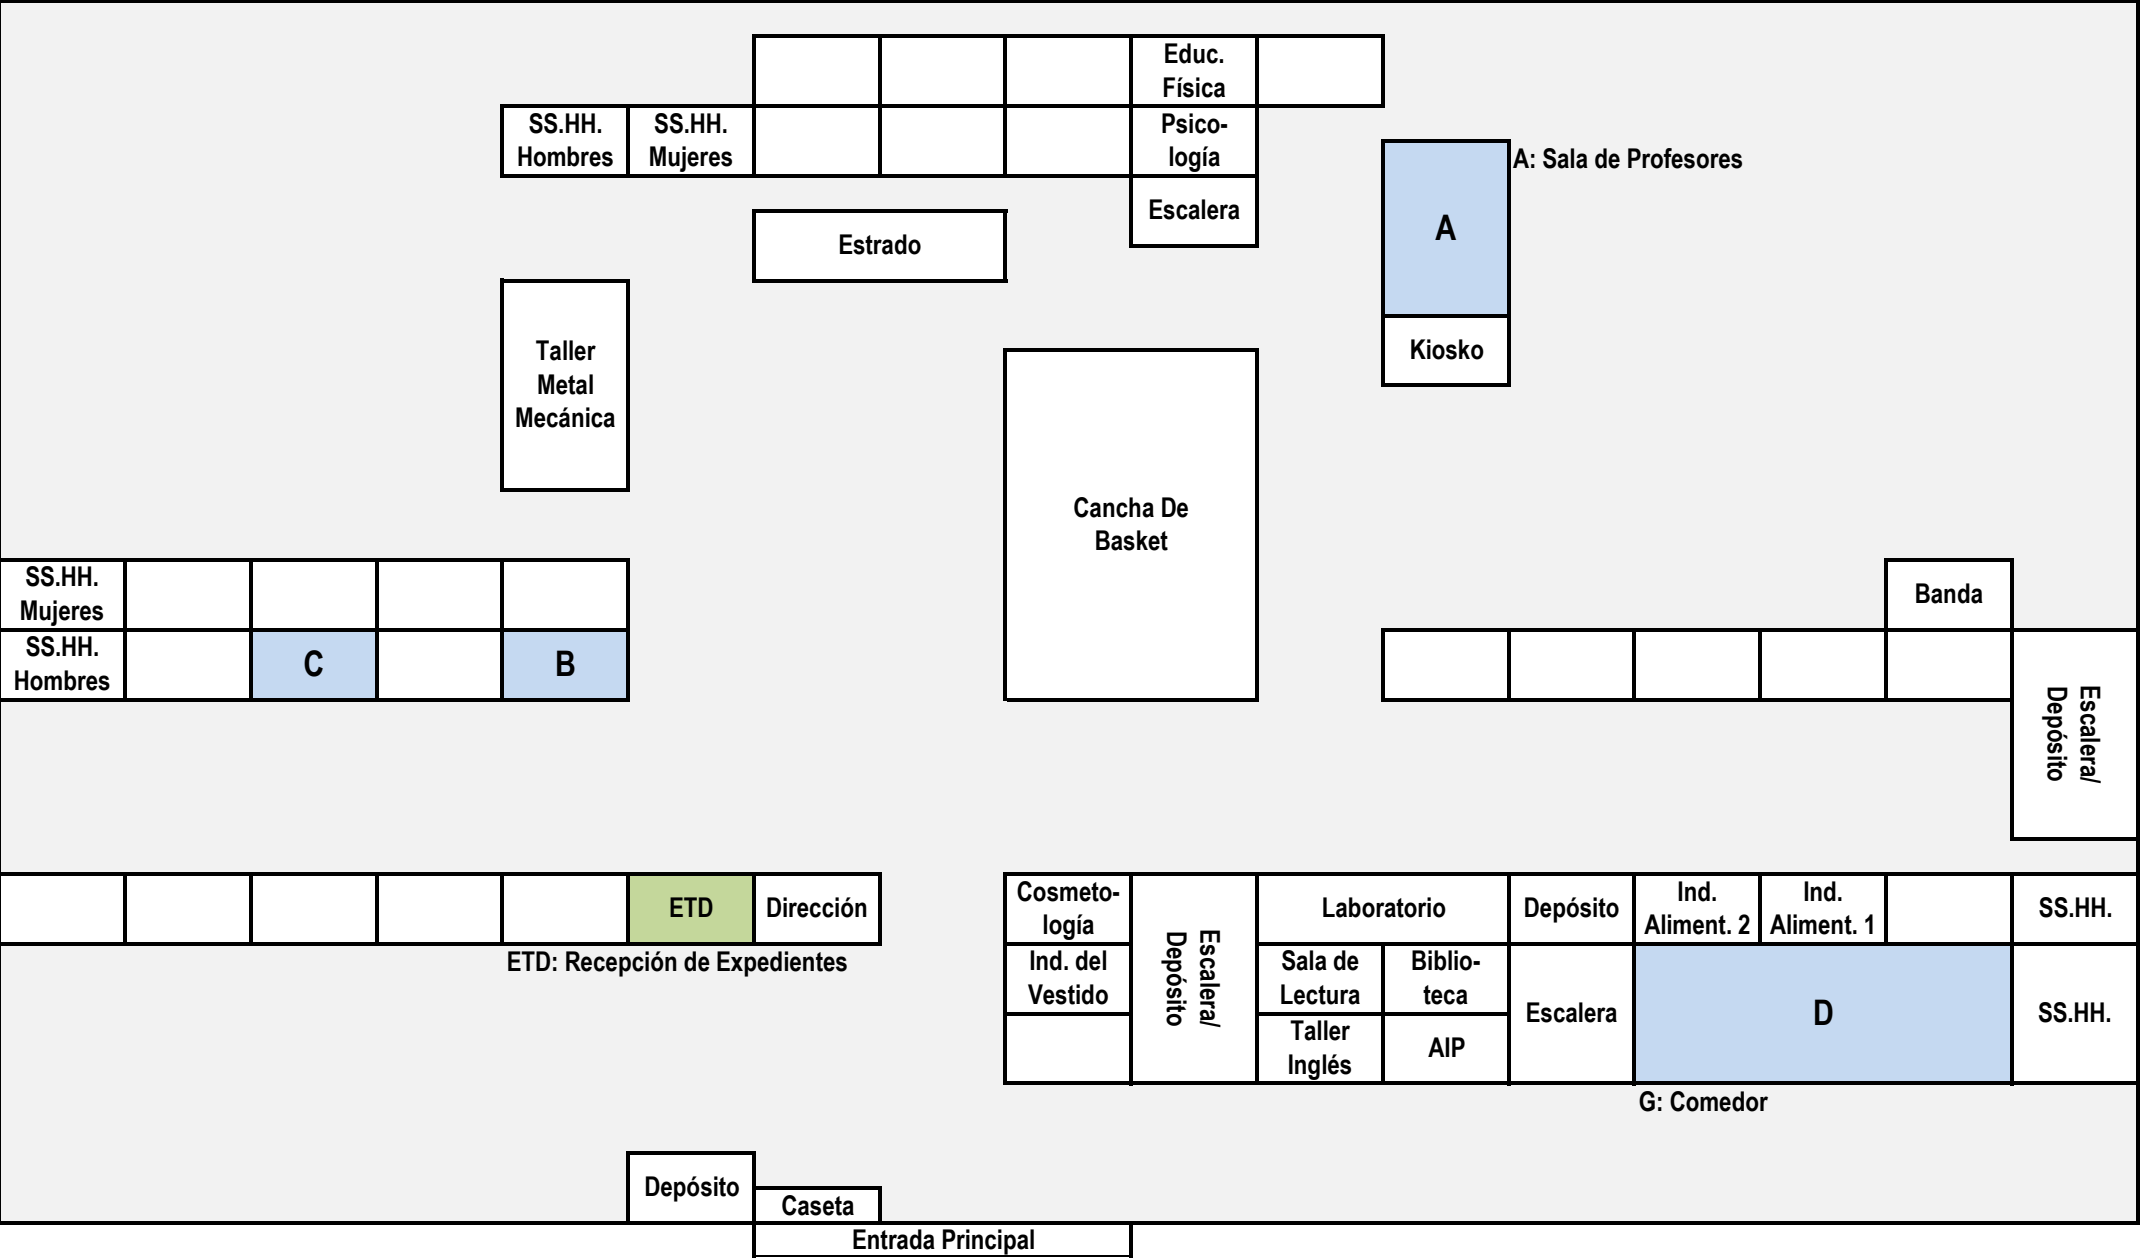 Educ.
Física
SS.HH.
Hombres
SS.HH.
Mujeres
Psico-
logía
A: Sala de Profesores
Escalera
A
Estrado
Taller
Metal
Mecánica
Kiosko
Cancha De
Basket
SS.HH.
Mujeres
Banda
SS.HH.
Hombres
C
B
Escalera/
Depósito
ETD
Dirección
Cosmeto-
logía
Escalera/
Depósito
Laboratorio
Depósito
Ind.
Aliment. 2
Ind.
Aliment. 1
SS.HH.
ETD: Recepción de Expedientes
Ind. del
Vestido
Sala de
Lectura
Biblio-
teca
Escalera
D
SS.HH.
Taller
Inglés
AIP
G: Comedor
Depósito
Caseta
Entrada Principal